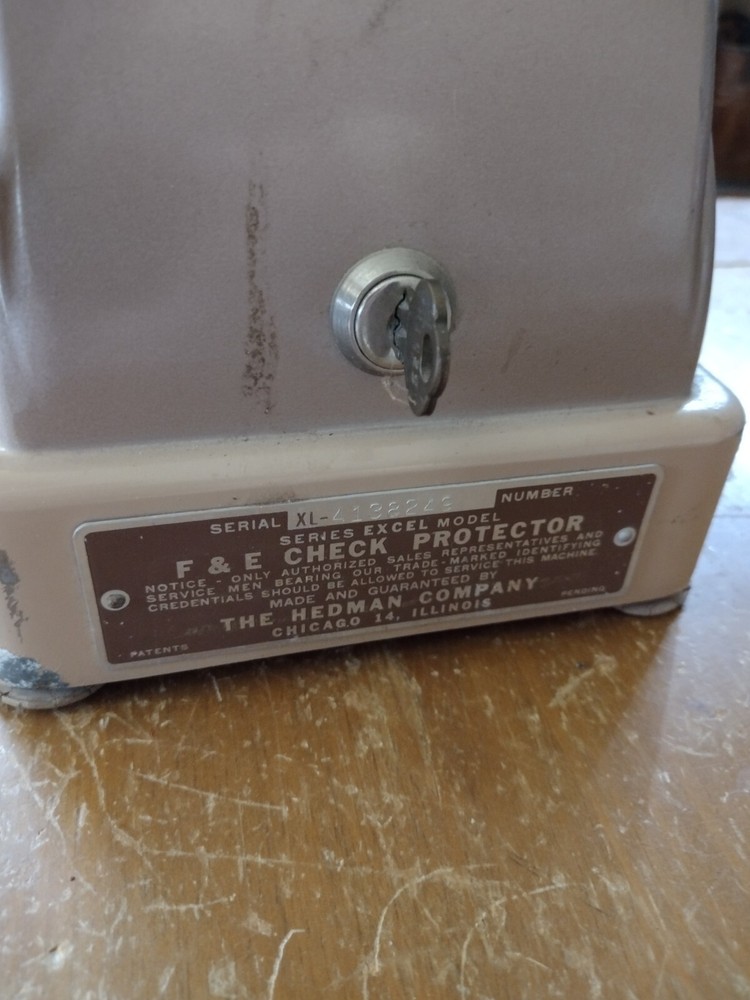 SERIAL XL-4198249 NUMBER
SERIES EXCEL MODEL
F & E CHECK PROTECTOR
NOTICE - ONLY AUTHORIZED SALES REPRESENTATIVES AND
SERVICE MEN BEARING OUR TRADE-MARKED IDENTIFYING
CREDENTIALS SHOULD BE ALLOWED TO SERVICE THIS MACHINE.
MADE AND GUARANTEED BY
THE HEDMAN COMPANY
CHICAGO 14, ILLINOIS
PATENTS PENDING